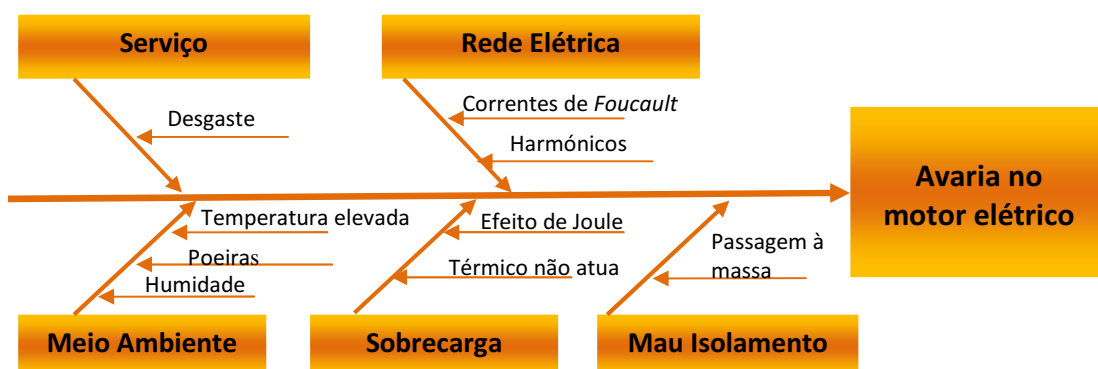 Serviço
Rede Elétrica
Desgaste
Correntes de Foucault
Harmónicos
Avaria no
motor elétrico
Temperatura elevada
Poeiras
Humidade
Efeito de Joule
Térmico não atua
Passagem à
massa
Meio Ambiente
Sobrecarga
Mau Isolamento